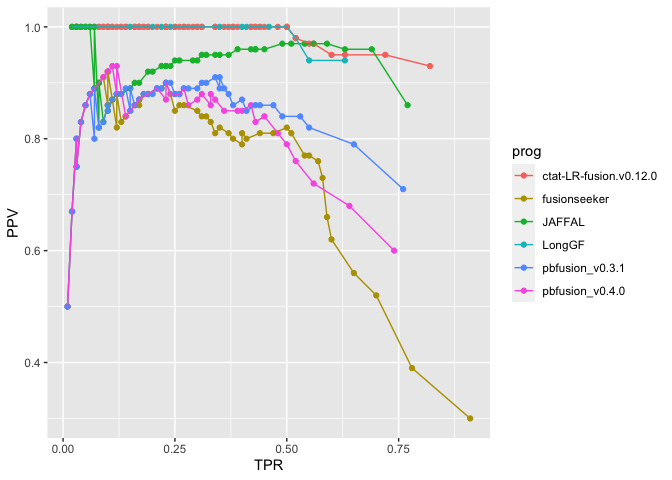 1.0
0.8
0.6
0.4
PPV
0.00
0.25
0.50
0.75
TPR
prog
ctat-LR-fusion.v0.12.0
fusionseeker
JAFFAL
LongGF
pbfusion_v0.3.1
pbfusion_v0.4.0